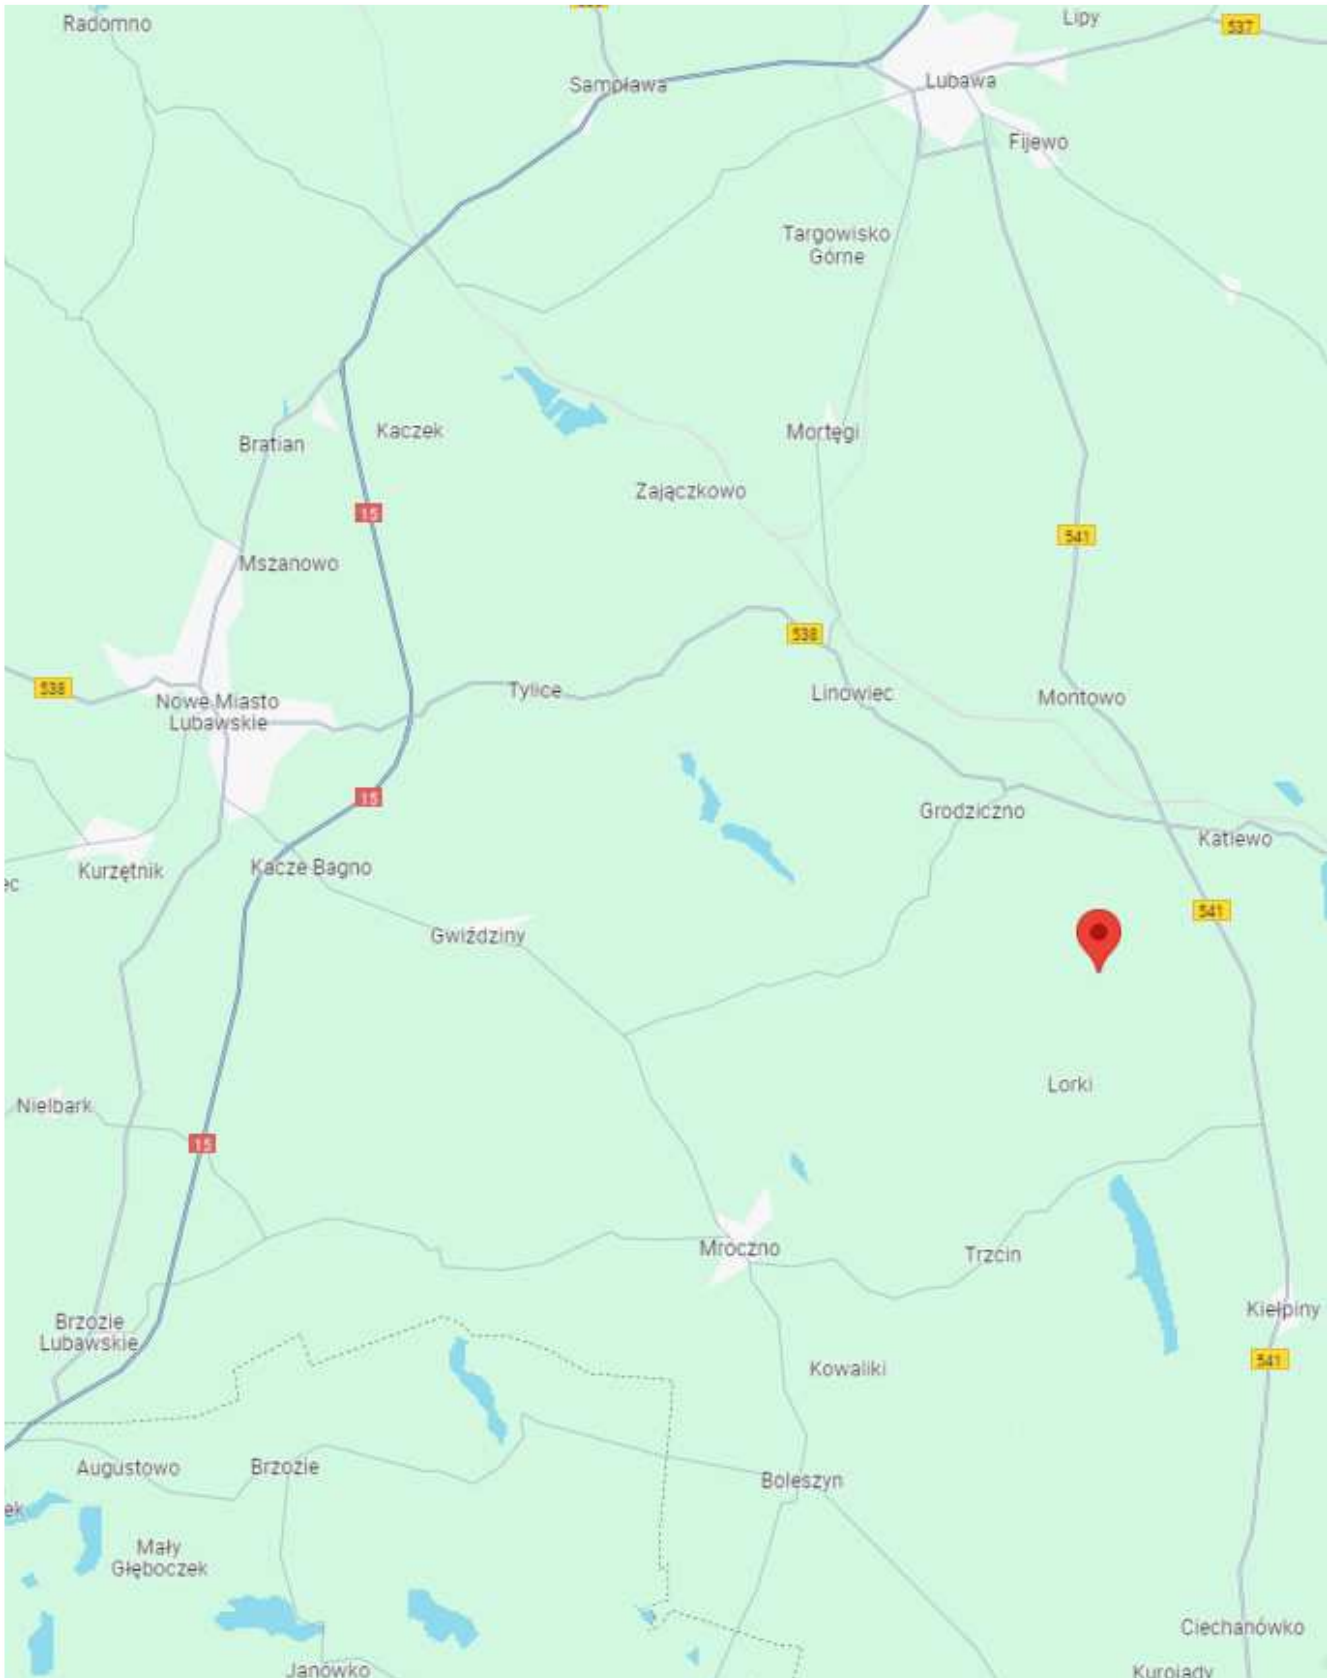 Radomno
Lipy
537
Sampława
Lubawa
Fijewo
Targowisko
Górne
Bratian
Kaczek
Mortęgi
Zajączkowo
15
541
Mszanowo
538
538
Tylice
Linowiec
Montowo
Nowe Miasto
Lubawskie
15
Grodziczno
Katlewo
Kurzętnik
Kacze Bagno
ec
541
Gwiździny
Lorki
Nielbark
15
Mroczno
Trzcin
Kiełpiny
Brzozie
Lubawskie
541
Kowaliki
Augustowo
Brzozie
Boleszyn
ek
Mały
Głęboczek
Ciechanówko
Janówko
Kurojady